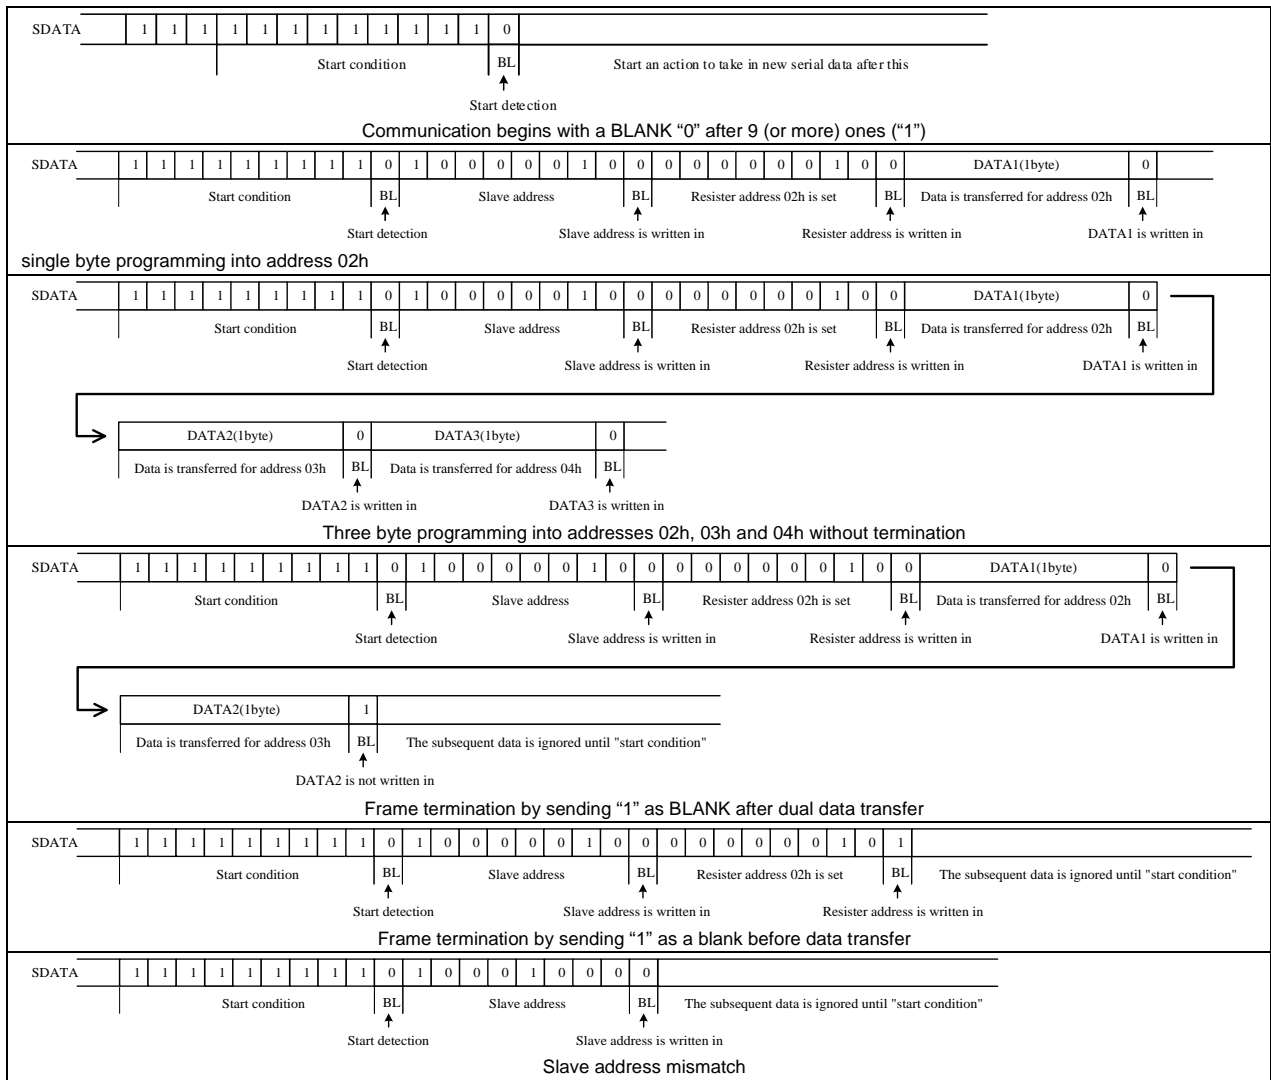 SDATA 1 1 1 1 1 1 1 1 1 1 1 1 0
Start condition BL Start an action to take in new serial data after this
Start detection
Communication begins with a BLANK “0” after 9 (or more) ones (“1”)
SDATA 1 1 1 1 1 1 1 1 1 0 1 0 0 0 0 0 1 0 0 0 0 0 0 0 0 1 0 0 DATA1(1byte) 0
Start condition BL Slave address BL Resister address 02h is set BL Data is transferred for address 02h BL
Start detection Slave address is written in Resister address is written in DATA1 is written in
single byte programming into address 02h
SDATA 1 1 1 1 1 1 1 1 1 0 1 0 0 0 0 0 1 0 0 0 0 0 0 0 0 1 0 0 DATA1(1byte) 0
Start condition BL Slave address BL Resister address 02h is set BL Data is transferred for address 02h BL
Start detection Slave address is written in Resister address is written in DATA1 is written in
DATA2(1byte) 0 DATA3(1byte) 0
Data is transferred for address 03h BL Data is transferred for address 04h BL
DATA2 is written in DATA3 is written in
Three byte programming into addresses 02h, 03h and 04h without termination
SDATA 1 1 1 1 1 1 1 1 1 0 1 0 0 0 0 0 1 0 0 0 0 0 0 0 0 1 0 0 DATA1(1byte) 0
Start condition BL Slave address BL Resister address 02h is set BL Data is transferred for address 02h BL
Start detection Slave address is written in Resister address is written in DATA1 is written in
DATA2(1byte) 1
Data is transferred for address 03h BL The subsequent data is ignored until "start condition"
DATA2 is not written in
Frame termination by sending “1” as BLANK after dual data transfer
SDATA 1 1 1 1 1 1 1 1 1 0 1 0 0 0 0 0 1 0 0 0 0 0 0 0 0 1 0 1
Start condition BL Slave address BL Resister address 02h is set BL The subsequent data is ignored until "start condition"
Start detection Slave address is written in Resister address is written in
Frame termination by sending “1” as a blank before data transfer
SDATA 1 1 1 1 1 1 1 1 1 0 1 0 0 0 1 0 0 0 0
Start condition BL Slave address BL The subsequent data is ignored until "start condition"
Start detection Slave address is written in
Slave address mismatch